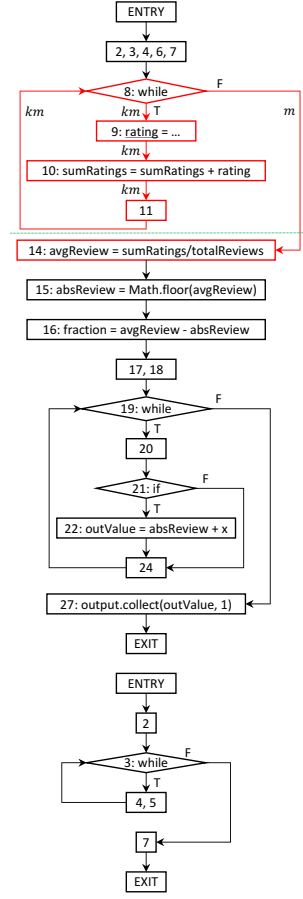 ENTRY
2, 3, 4, 6, 7
8: while
F
km
km
T
m
9: rating = ...
km
10: sumRatings = sumRatings + rating
km
11
14: avgReview = sumRatings/totalReviews
15: absReview = Math.floor(avgReview)
16: fraction = avgReview - absReview
17, 18
19: while
F
T
20
21: if
F
T
22: outValue = absReview + x
24
27: output.collect(outValue, 1)
EXIT
ENTRY
2
3: while
F
T
4, 5
7
EXIT